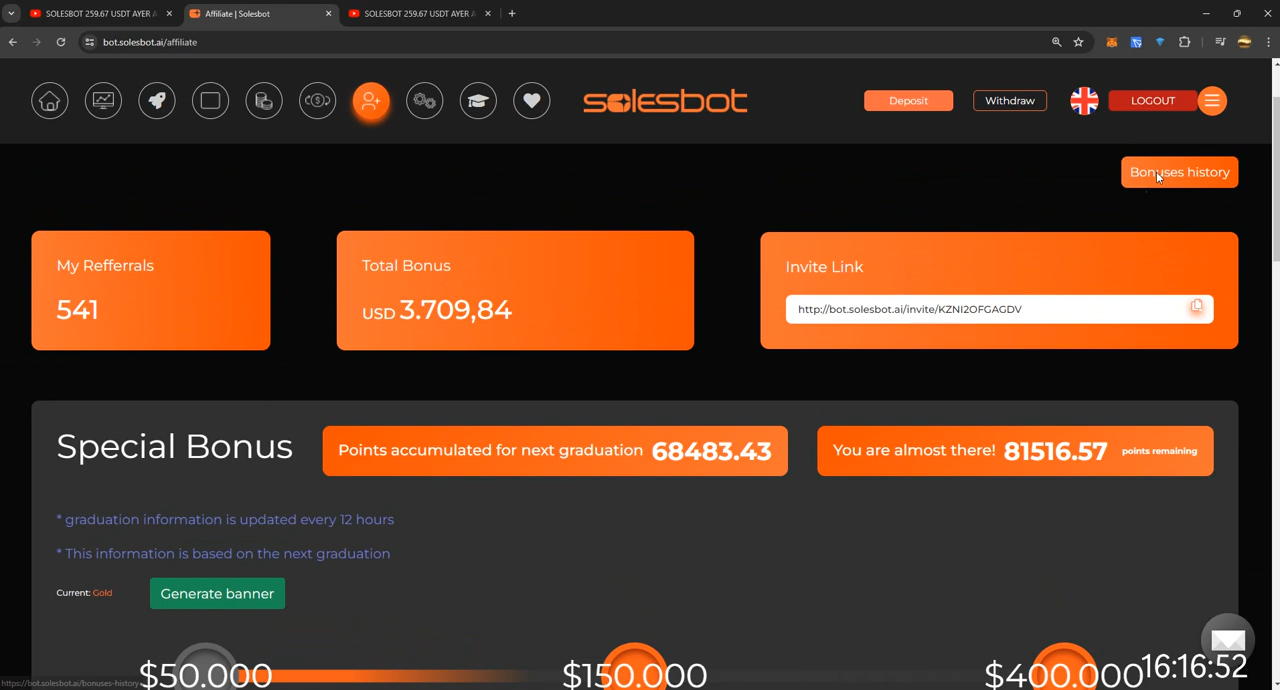 SOLESBOT 259.67 USDT AYER A
Affiliate | Solesbot
SOLESBOT 259.67 USDT AYER A
bot.solesbot.ai/affiliate
solesbot
Deposit
Withdraw
LOGOUT
Bonuses history
My Refferrals
541
Total Bonus
USD 3.709,84
Invite Link
http://bot.solesbot.ai/invite/KZNI2OFGAGDV
Special Bonus
Points accumulated for next graduation 68483.43
You are almost there! 81516.57 points remaining
* graduation information is updated every 12 hours
* This information is based on the next graduation
Current: Gold
Generate banner
$50.000
$150.000
$400.000
16:16:52
https://bot.solesbot.ai/bonuses-history